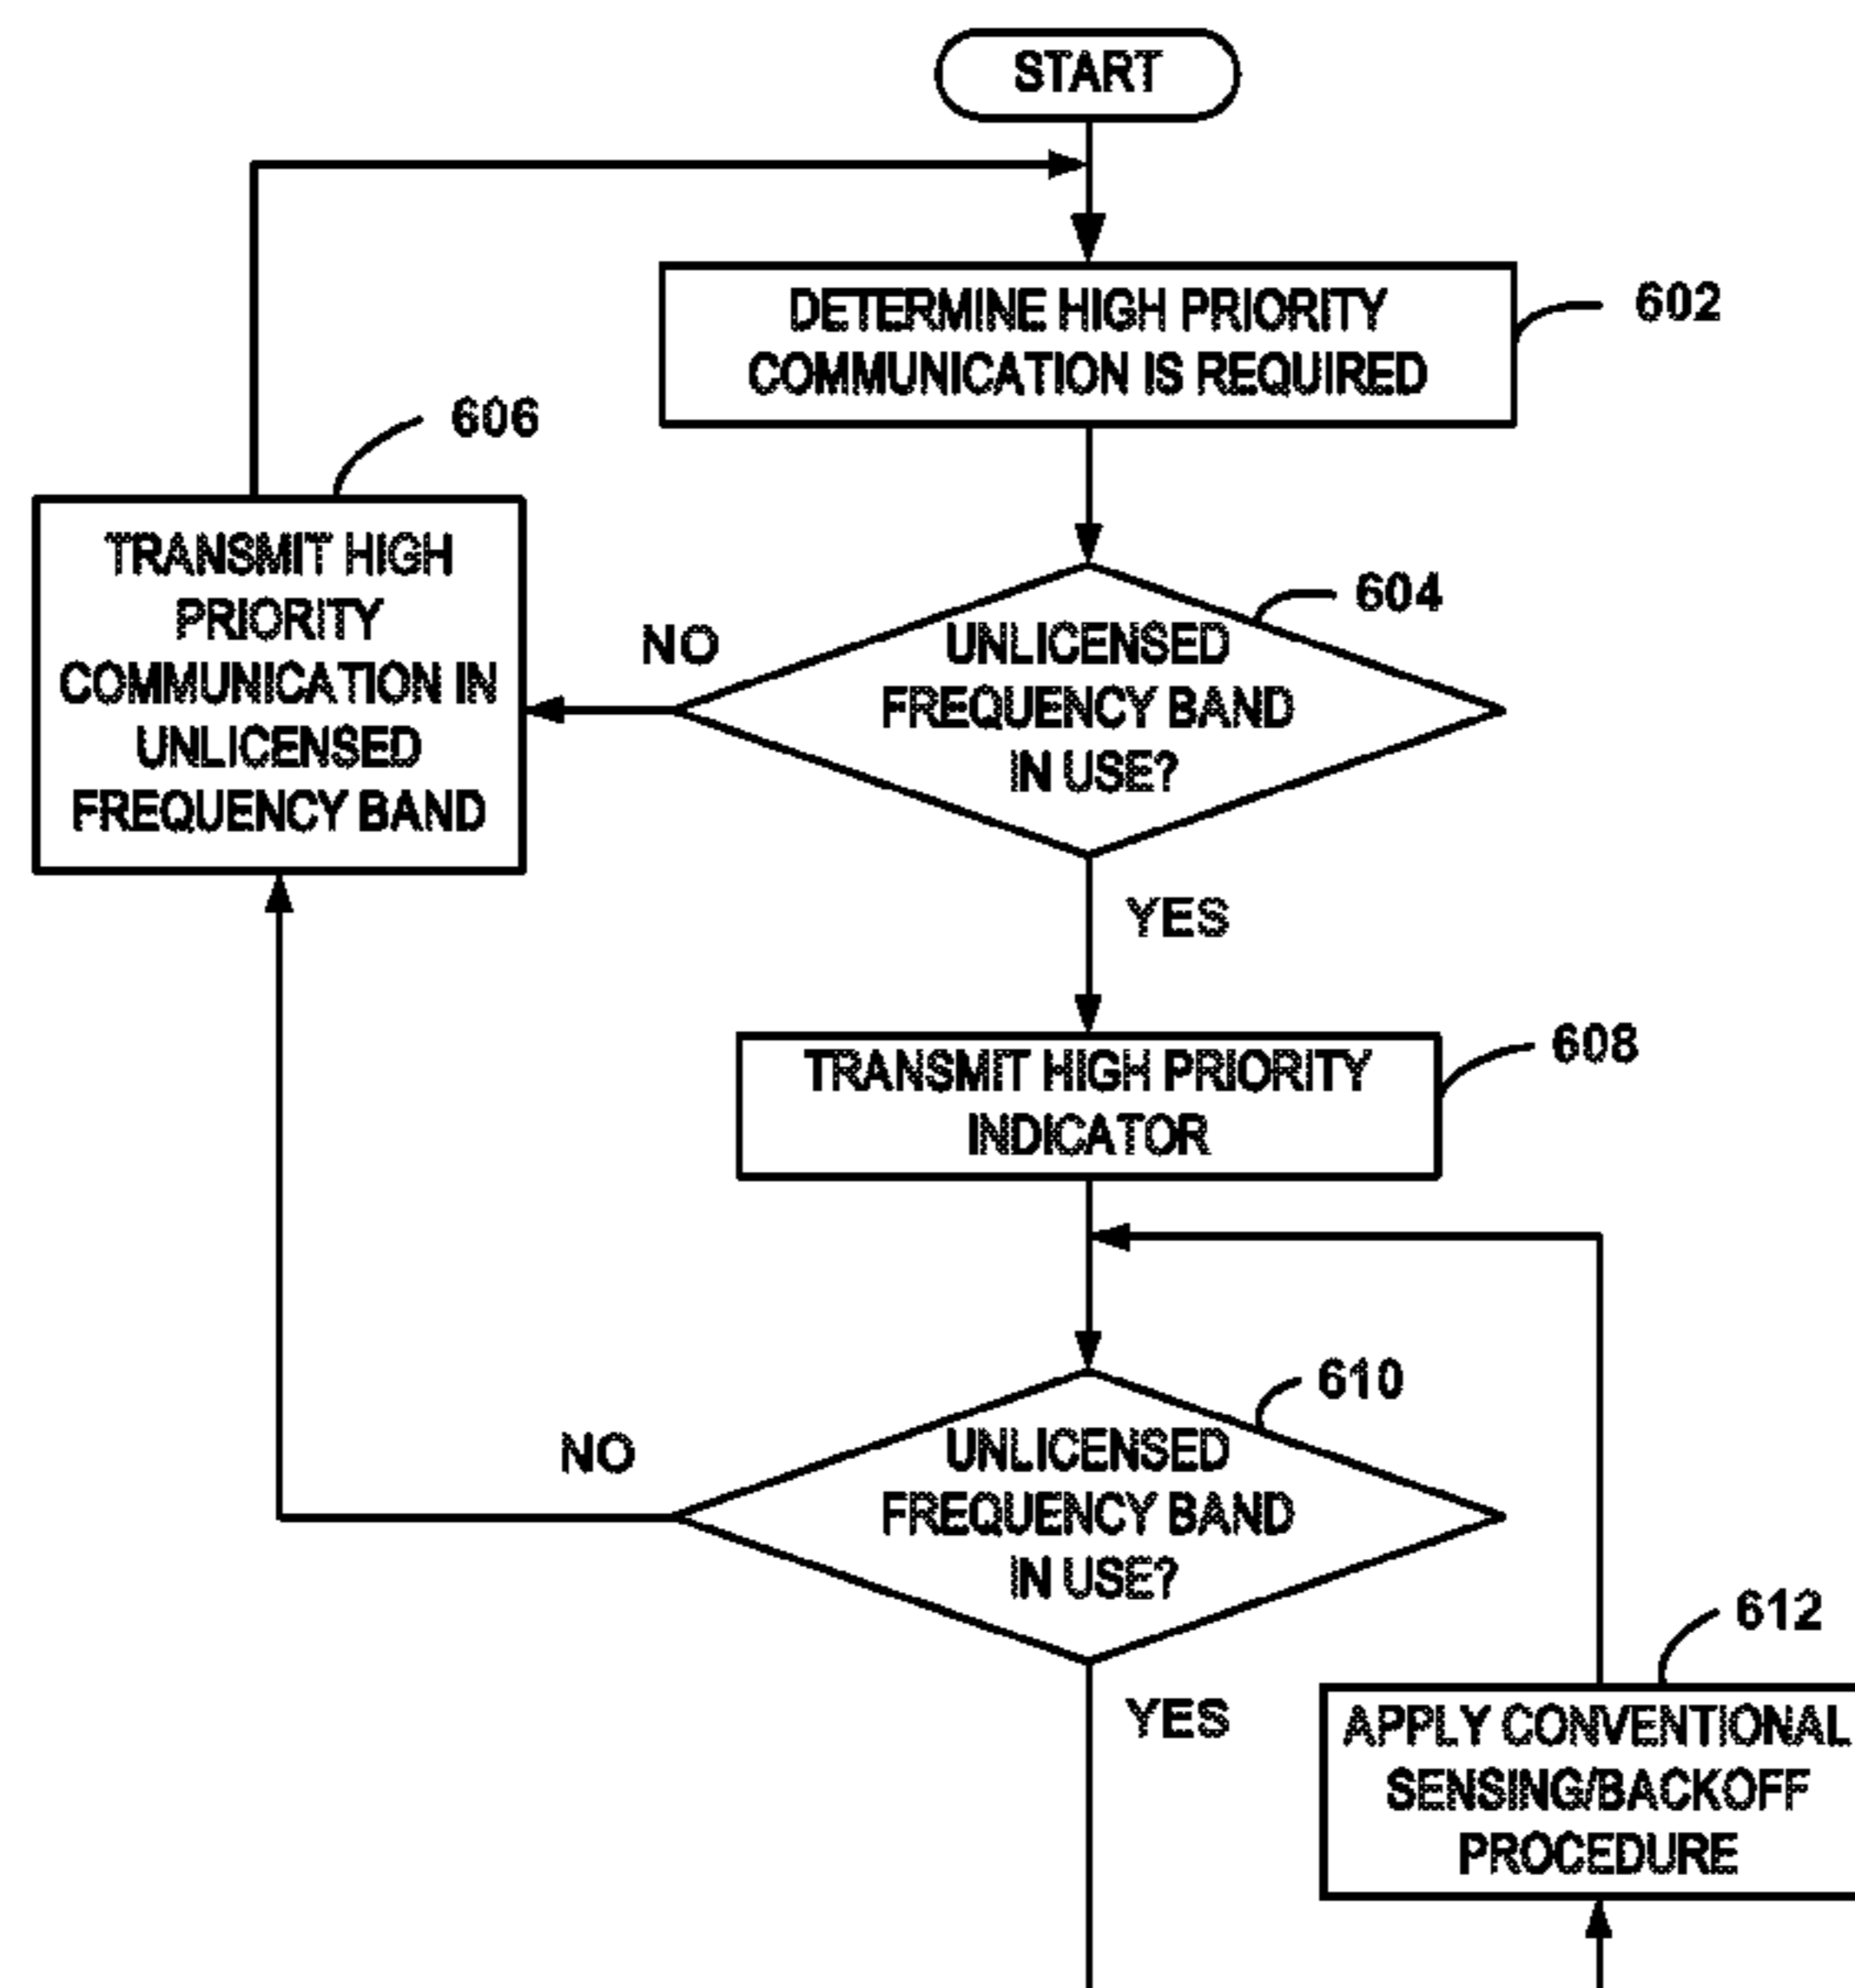 START
DETERMINE HIGH PRIORITY
COMMUNICATION IS REQUIRED
602
606
TRANSMIT HIGH
PRIORITY
COMMUNICATION IN
UNLICENSED
FREQUENCY BAND
604
NO
UNLICENSED
FREQUENCY BAND
IN USE?
YES
608
TRANSMIT HIGH PRIORITY
INDICATOR
610
NO
UNLICENSED
FREQUENCY BAND
IN USE?
YES
612
APPLY CONVENTIONAL
SENSING/BACKOFF
PROCEDURE